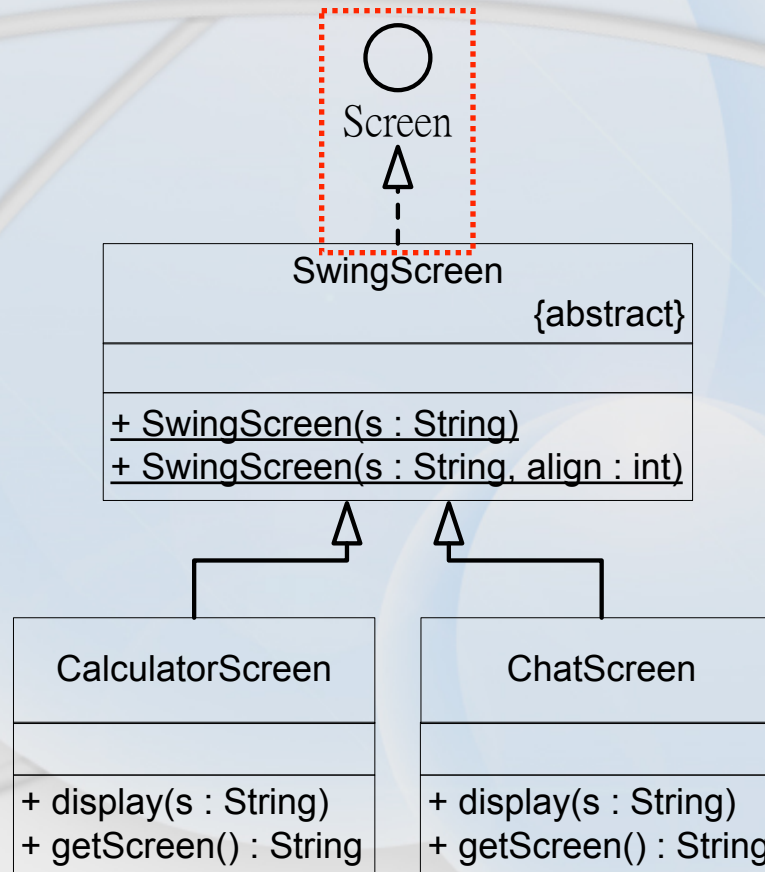 Screen
SwingScreen
{abstract}
+ SwingScreen(s : String)
+ SwingScreen(s : String, align : int)
CalculatorScreen
+ display(s : String)
+ getScreen() : String
ChatScreen
+ display(s : String)
+ getScreen() : String